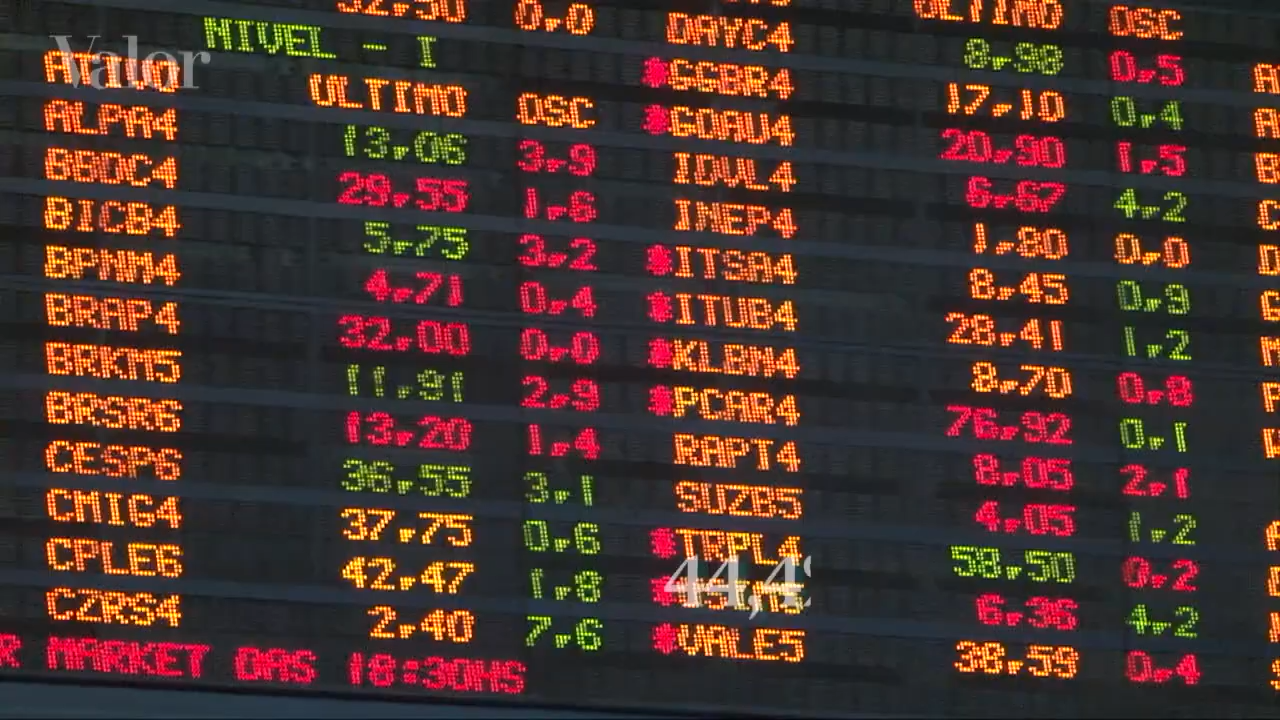 Valor
32,50 0,0 ULTIMO OSC
NIVEL - I DAYC4 8,98 0,5
ULTIMO OSC *GGBR4 17,10 0,4
ALPA4 13,06 3,9 *GOAU4 20,90 1,5
BBDC4 29,55 1,6 IDVL4 6,67 4,2
BICB4 5,75 3,2 INEP4 1,80 0,0
BPNM4 4,71 0,4 *ITSA4 8,45 0,9
BRAP4 32,00 0,0 *ITUB4 28,41 1,2
BRKM5 11,91 2,9 *KLBN4 8,70 0,8
BRSR6 13,20 1,4 *PCAR4 76,92 0,1
CESP6 36,55 3,1 RAPT4 8,05 2,1
CMIG4 37,75 0,6 SUZB5 4,05 1,2
CPLE6 42,47 1,8 *TRPL4 58,50 0,2
CZRS4 2,40 7,6 6,36 4,2
44,4
*VALE5 38,59 0,4
R MARKET DAS 18:30HS